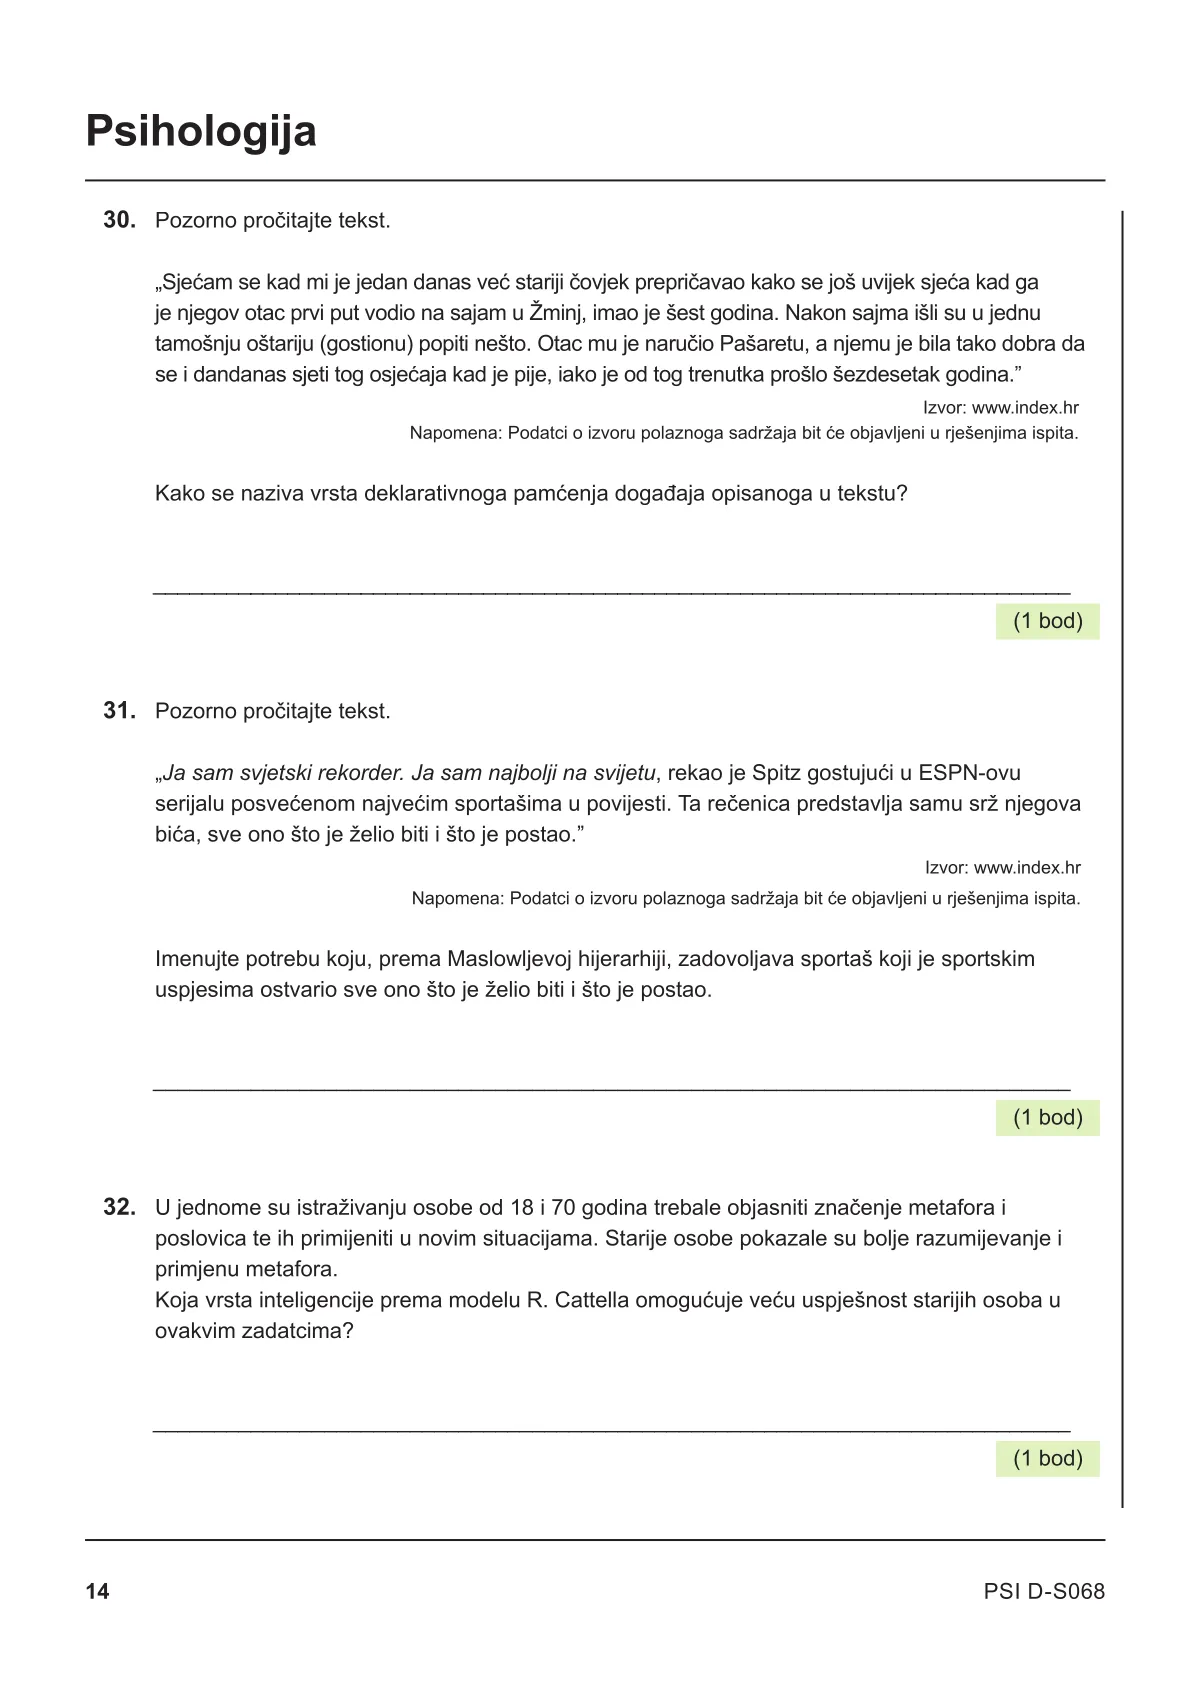 Psihologija
30. Pozorno pročitajte tekst.
„Sjećam se kad mi je jedan danas već stariji čovjek prepričavao kako se još uvijek sjeća kad ga
je njegov otac prvi put vodio na sajam u Žminj, imao je šest godina. Nakon sajma išli su u jednu
tamošnju oštariju (gostionu) popiti nešto. Otac mu je naručio Pašaretu, a njemu je bila tako dobra da
se i dandanas sjeti tog osjećaja kad je pije, iako je od tog trenutka prošlo šezdesetak godina.”
Izvor: www.index.hr
Napomena: Podatci o izvoru polaznoga sadržaja bit će objavljeni u rješenjima ispita.
Kako se naziva vrsta deklarativnoga pamćenja događaja opisanoga u tekstu?
(1 bod)
31. Pozorno pročitajte tekst.
„Ja sam svjetski rekorder. Ja sam najbolji na svijetu, rekao je Spitz gostujući u ESPN-ovu
serijalu posvećenom najvećim sportašima u povijesti. Ta rečenica predstavlja samu srž njegova
bića, sve ono što je želio biti i što je postao.”
Izvor: www.index.hr
Napomena: Podatci o izvoru polaznoga sadržaja bit će objavljeni u rješenjima ispita.
Imenujte potrebu koju, prema Maslowljevoj hijerarhiji, zadovoljava sportaš koji je sportskim
uspjesima ostvario sve ono što je želio biti i što je postao.
(1 bod)
32. U jednome su istraživanju osobe od 18 i 70 godina trebale objasniti značenje metafora i
poslovica te ih primijeniti u novim situacijama. Starije osobe pokazale su bolje razumijevanje i
primjenu metafora.
Koja vrsta inteligencije prema modelu R. Cattella omogućuje veću uspješnost starijih osoba u
ovakvim zadatcima?
(1 bod)
14
PSI D-S068